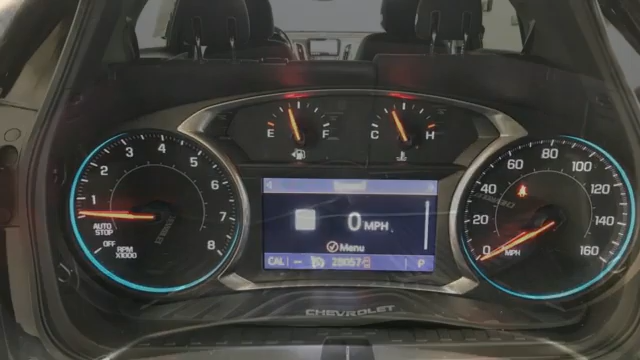 E F
C H
1 2 3 4 5 6 7 8
AUTO
STOP
OFF
RPM
X1000
0 MPH
Menu
CAL -- P
0 20 40 60 80 100 120 140 160
MPH
CHEVROLET